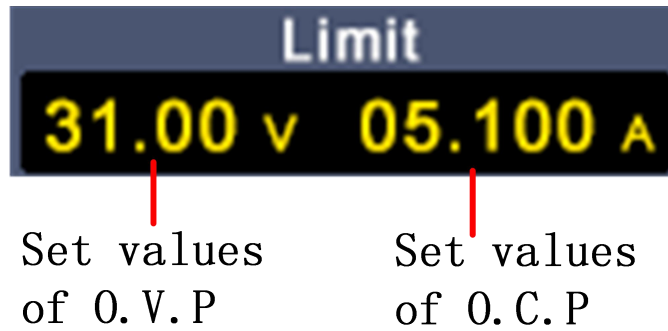 Limit
31.00 V 05.100 A
Set values Set values
of O.V.P of O.C.P